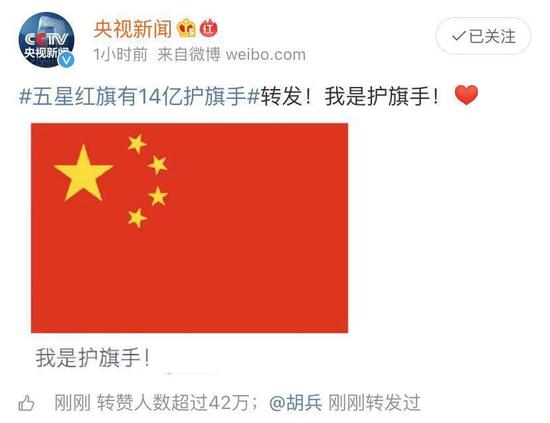 CCTV
央视新闻
央视新闻 红
1小时前 来自微博 weibo.com
已关注
#五星红旗有14亿护旗手#转发！我是护旗手！
我是护旗手！
刚刚 转赞人数超过42万；@胡兵 刚刚转发过